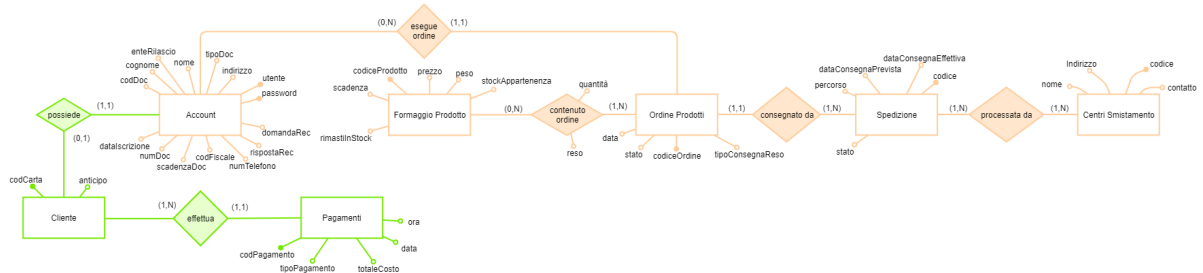 (0,N)
esegue
ordine
(1,1)
enteRilascio
tipoDoc
cognome
nome
indirizzo
codDoc
utente
password
possiede
(1,1)
Account
domandaRec
dataIscrizione
rispostaRec
numDoc
codFiscale
scadenzaDoc
numTelefono
(0,1)
codiceProdotto
prezzo
peso
stockAppartenenza
scadenza
Formaggio Prodotto
rimastiInStock
(0,N)
contenuto
ordine
quantità
reso
(1,N)
Ordine Prodotti
data
stato
codiceOrdine
tipoConsegnaReso
(1,1)
consegnato da
(1,N)
dataConsegnaEffettiva
dataConsegnaPrevista
percorso
codice
Spedizione
stato
(1,N)
processata da
(1,N)
Indirizzo
codice
nome
contatto
Centri Smistamento
codCarta
anticipo
Cliente
(1,N)
effettua
(1,1)
Pagamenti
ora
data
codPagamento
tipoPagamento
totaleCosto